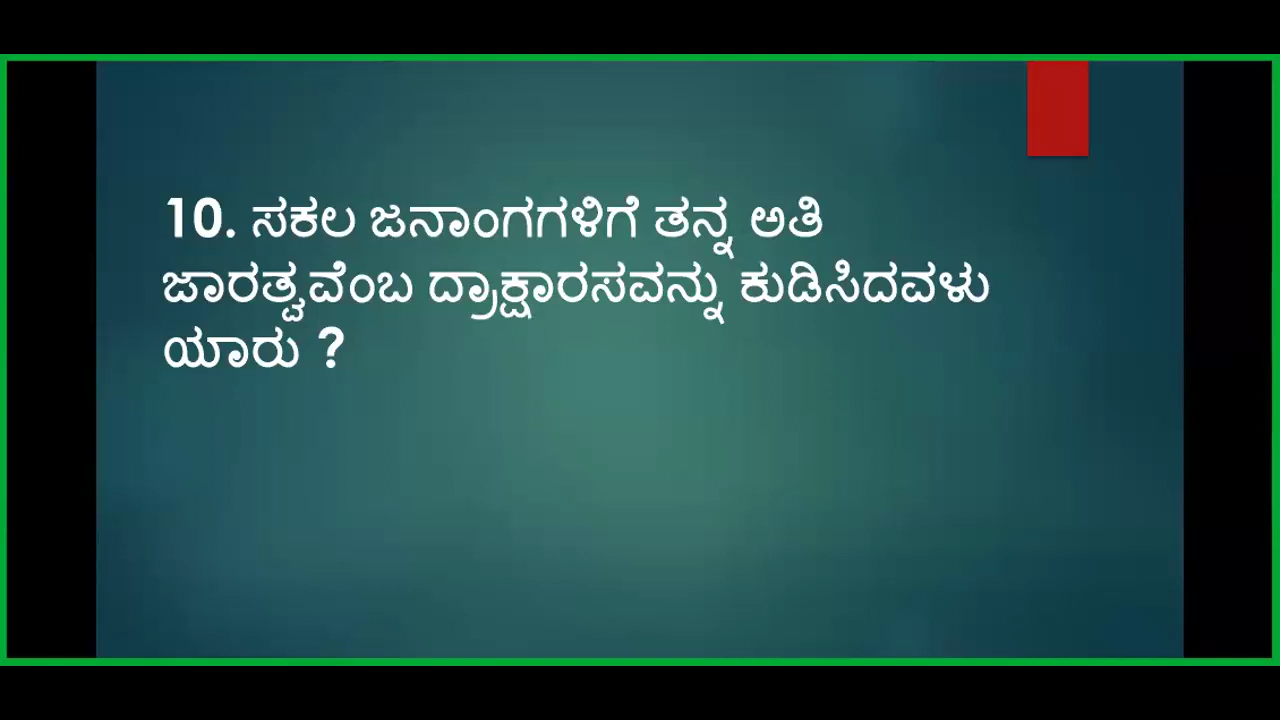 10. ಸಕಲ ಜನಾಂಗಗಳಿಗೆ ತನ್ನ ಅತಿ
ಜಾರತ್ವವೆಂಬ ದ್ರಾಕ್ಷಾರಸವನ್ನು ಕುಡಿಸಿದವಳು
ಯಾರು ?